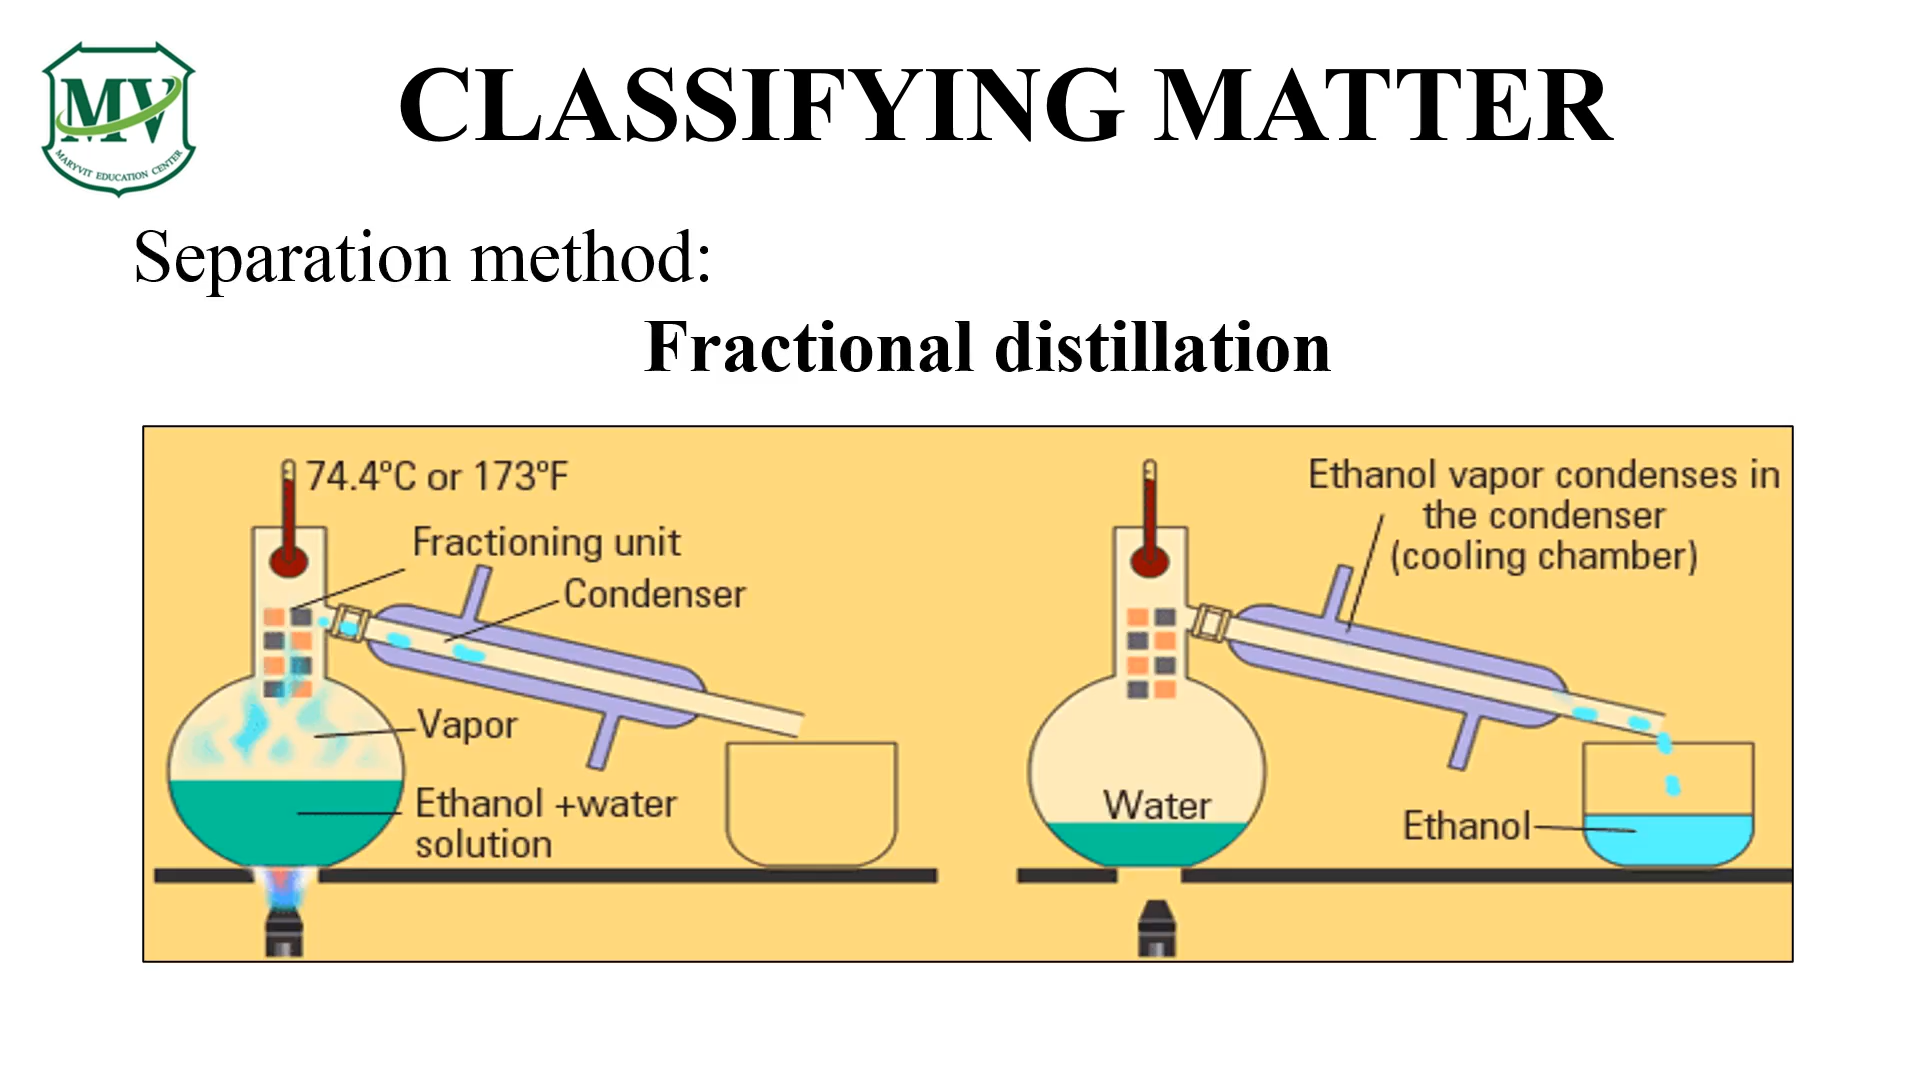 MV
MARYVIT EDUCATION CENTER
CLASSIFYING MATTER
Separation method:
Fractional distillation
74.4°C or 173°F
Fractioning unit
Condenser
Vapor
Ethanol +water
solution
Ethanol vapor condenses in
the condenser
(cooling chamber)
Water
Ethanol